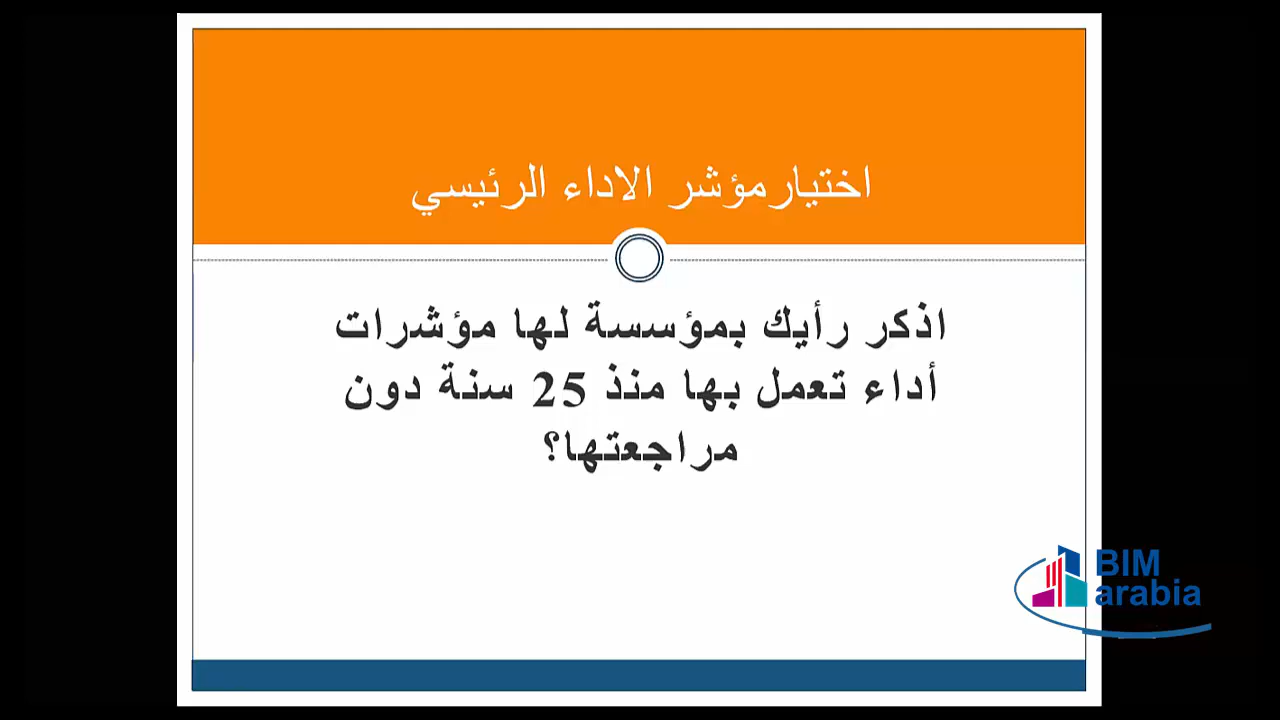 اختيارمؤشر الاداء الرئيسي
اذكر رأيك بمؤسسة لها مؤشرات
أداء تعمل بها منذ 25 سنة دون
مراجعتها؟
BIM
arabia